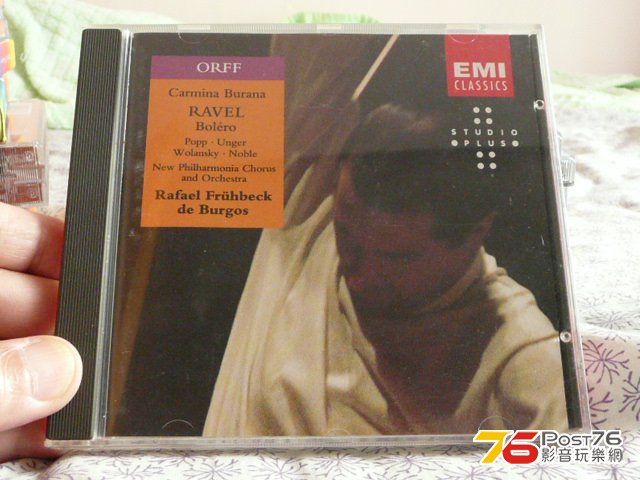 ORFF
Carmina Burana
RAVEL
Boléro
Popp · Unger
Wolansky · Noble
New Philharmonia Chorus
and Orchestra
Rafael Frühbeck
de Burgos
EMI
CLASSICS
STUDIO
PLUS
76 Post76
影音玩樂網